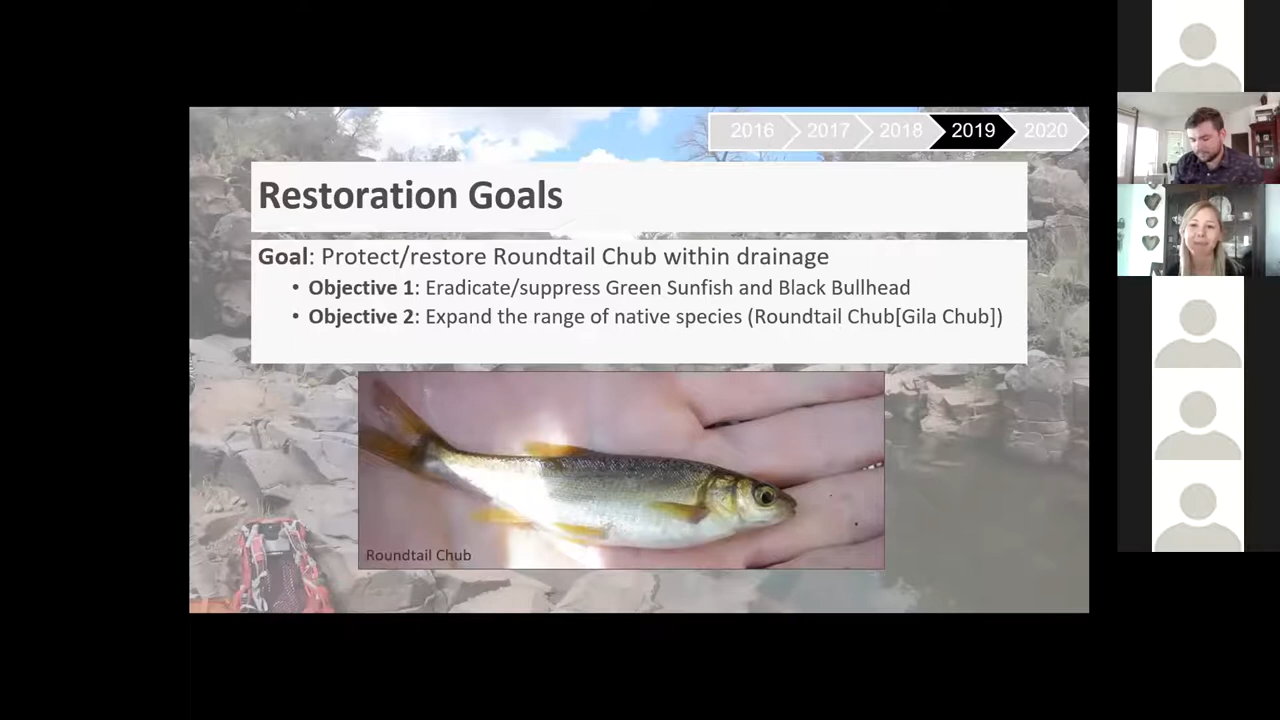 2016 2017 2018 2019 2020
Restoration Goals
Goal: Protect/restore Roundtail Chub within drainage
• Objective 1: Eradicate/suppress Green Sunfish and Black Bullhead
• Objective 2: Expand the range of native species (Roundtail Chub[Gila Chub])
Roundtail Chub